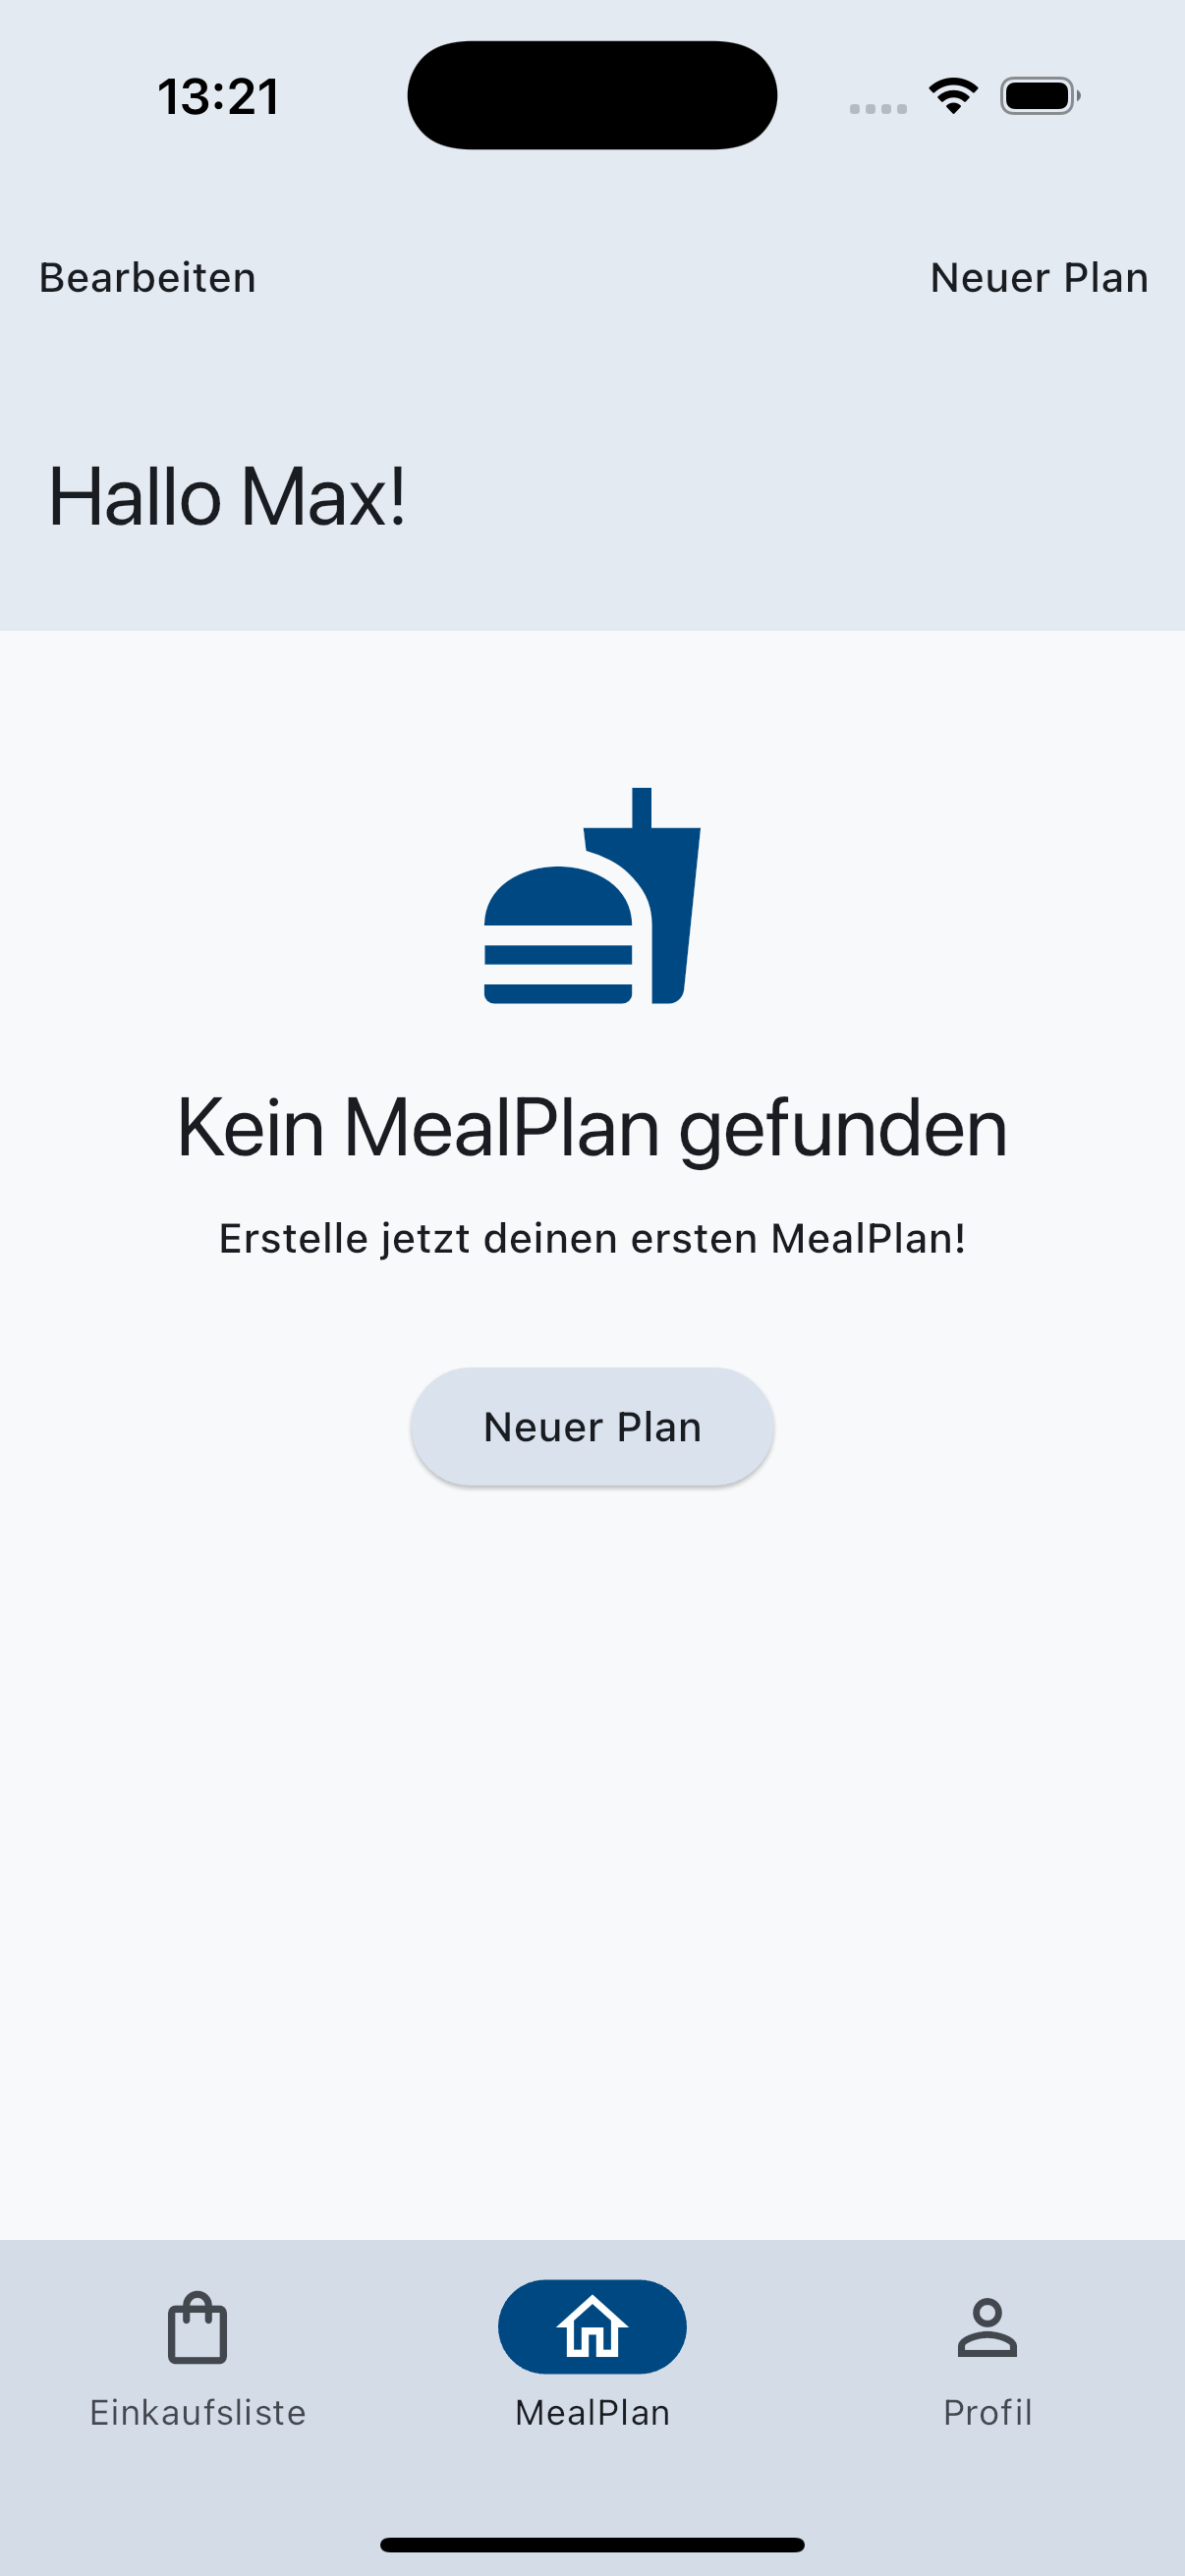 13:21
Bearbeiten
Neuer Plan
Hallo Max!
Kein MealPlan gefunden
Erstelle jetzt deinen ersten MealPlan!
Neuer Plan
Einkaufsliste
MealPlan
Profil